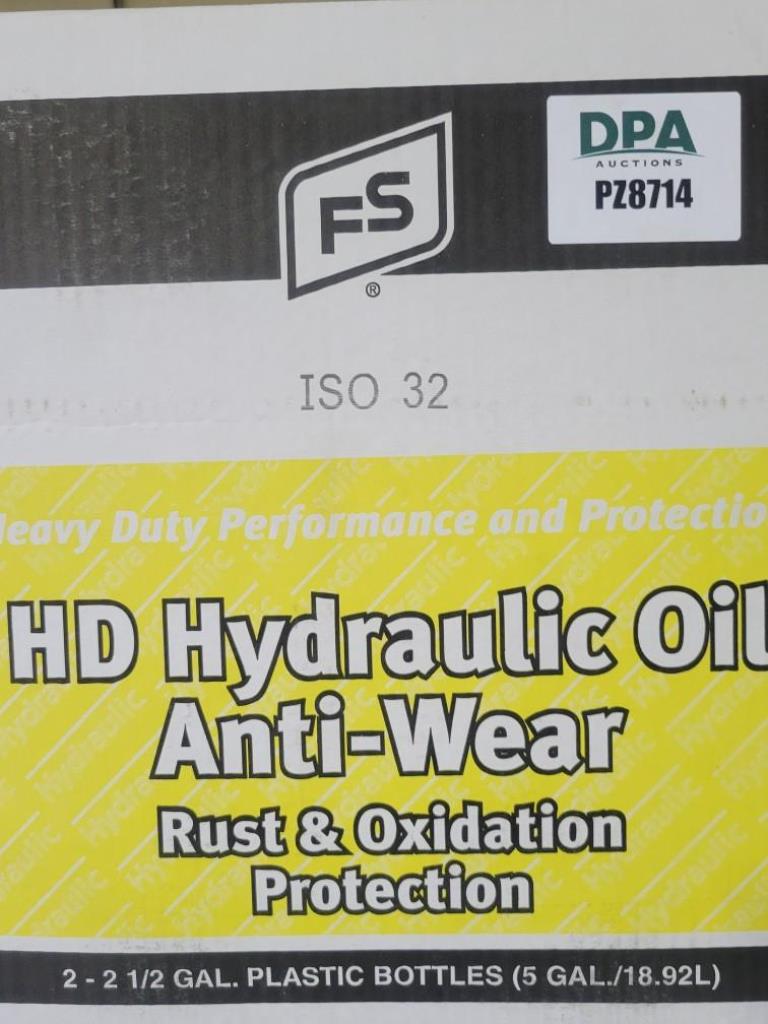 DPA
AUCTIONS
PZ8714
FS
®
ISO 32
Heavy Duty Performance and Protection
HD Hydraulic Oil
Anti-Wear
Rust & Oxidation
Protection
2 - 2 1/2 GAL. PLASTIC BOTTLES (5 GAL./18.92L)